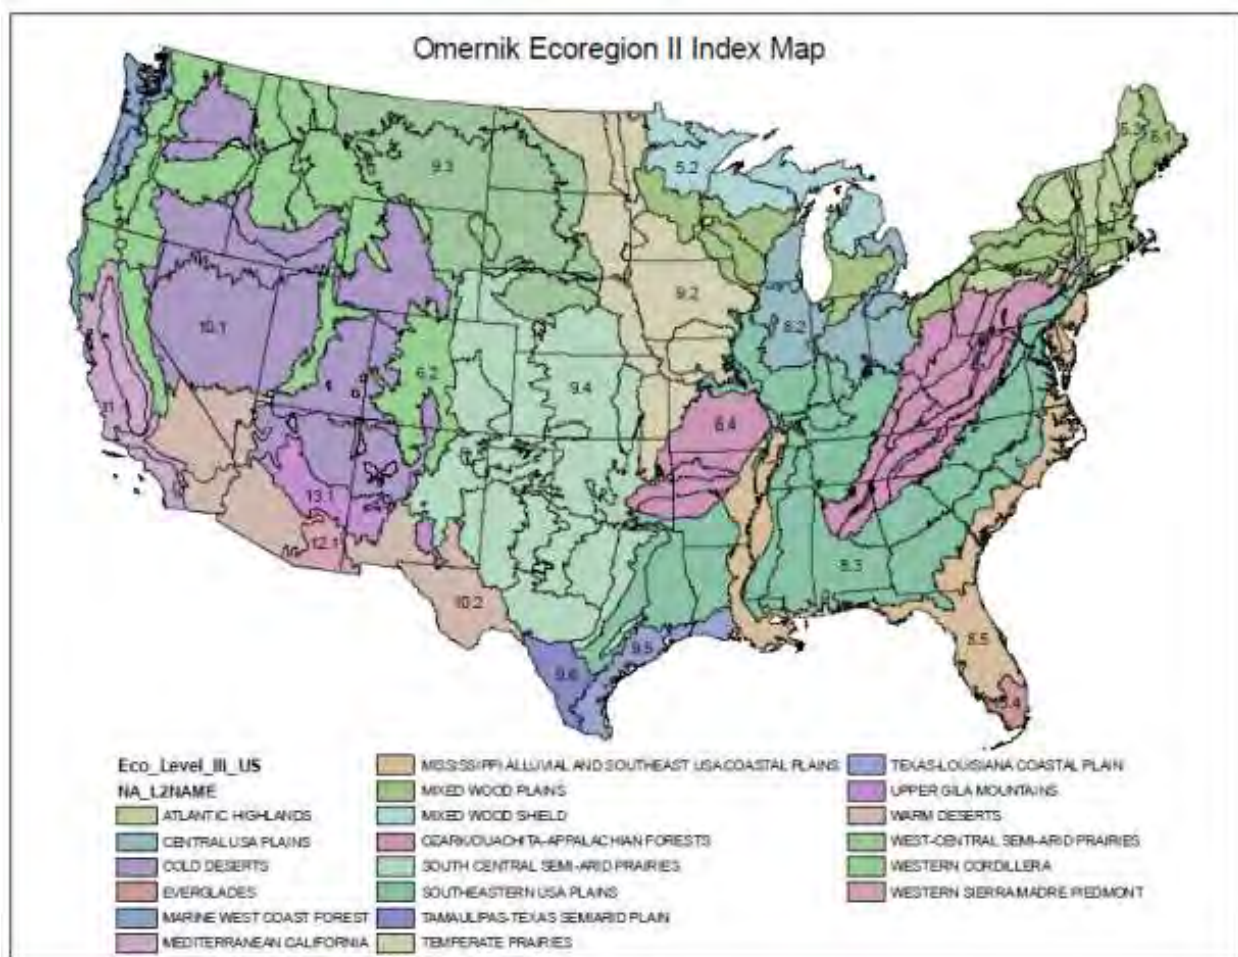 Omernik Ecoregion II Index Map
5.3
9.3
5.2
9.2
8.2
10.1
6.2
9.4
8.4
11
13.1
12.1
8.3
10.2
9.5
8.5
9.6
Eco_Level_III_US
NA_L2NAME
ATLANTIC HIGHLANDS
CENTRAL USA PLAINS
COLD DESERTS
EVERGLADES
MARINE WEST COAST FOREST
MEDITERRANEAN CALIFORNIA
MISSISSIPPI ALLUVIAL AND SOUTHEAST USA COASTAL PLAINS
MIXED WOOD PLAINS
MIXED WOOD SHIELD
OZARK/OUACHITA-APPALACHIAN FORESTS
SOUTH CENTRAL SEMI-ARID PRAIRIES
SOUTHEASTERN USA PLAINS
TAMAULIPAS-TEXAS SEMIARID PLAIN
TEMPERATE PRAIRIES
TEXAS-LOUISIANA COASTAL PLAIN
UPPER GILA MOUNTAINS
WARM DESERTS
WEST-CENTRAL SEMI-ARID PRAIRIES
WESTERN CORDILLERA
WESTERN SIERRA MADRE PIEDMONT